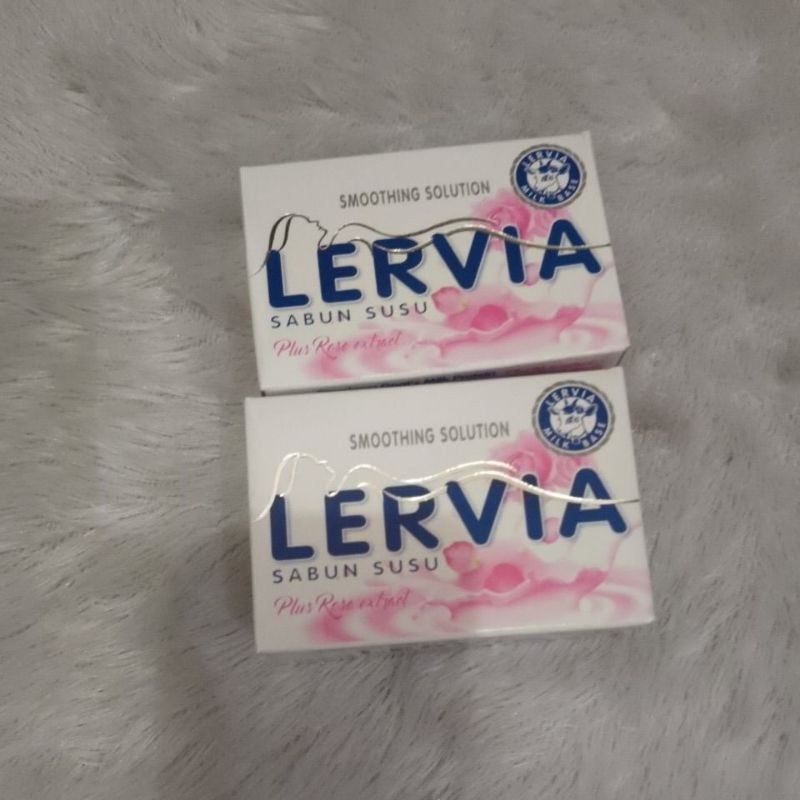 LERVIA
MILK BASE
SMOOTHING SOLUTION
LERVIA
SABUN SUSU
Plus Rose extract
LERVIA
MILK BASE
SMOOTHING SOLUTION
LERVIA
SABUN SUSU
Plus Rose extract